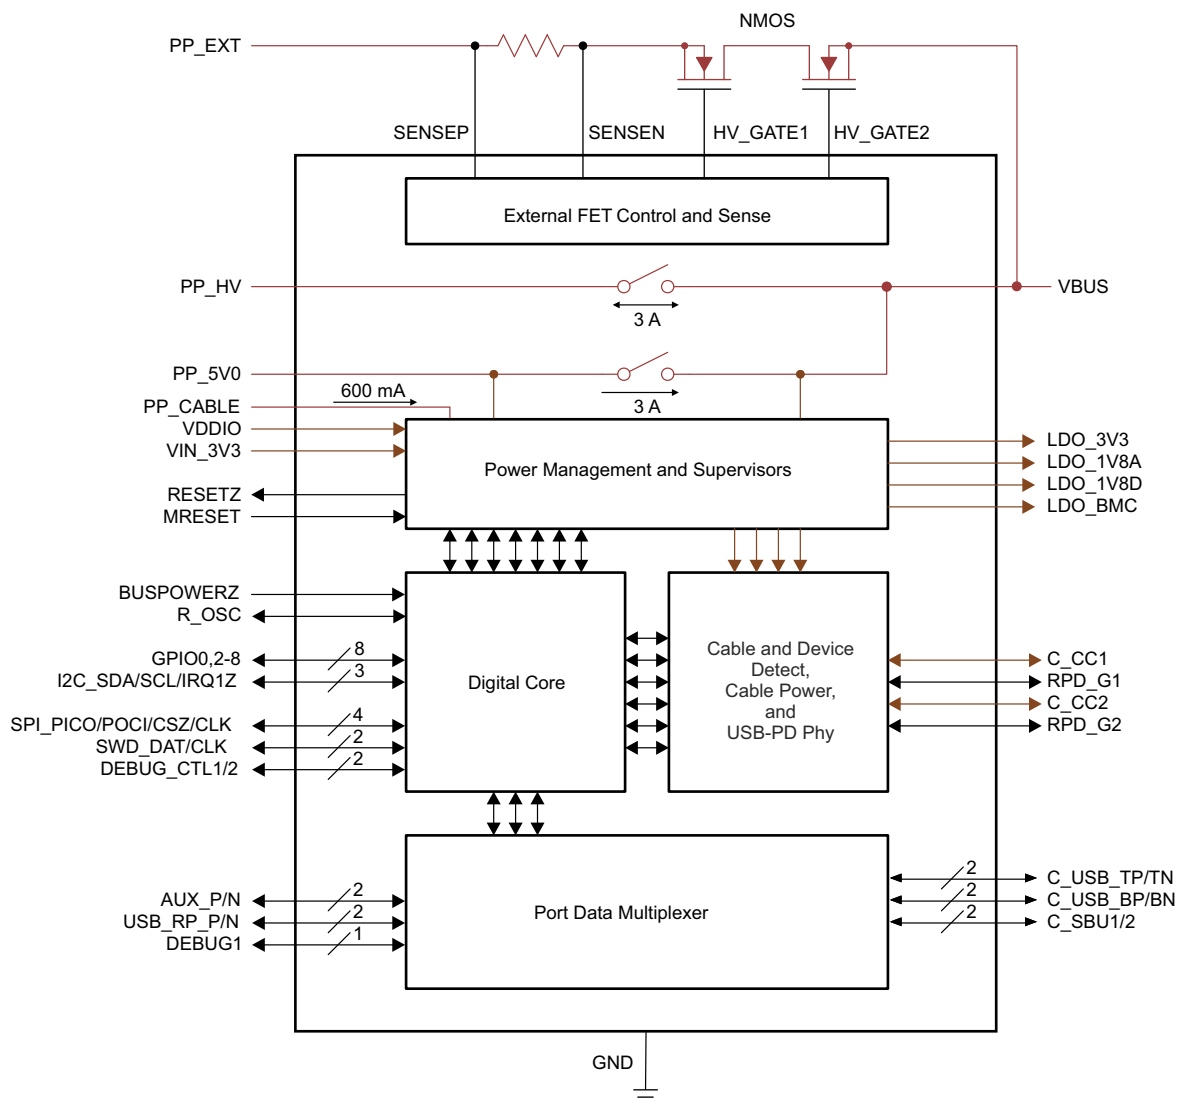 NMOS
PP_EXT
SENSEP
SENSEN
HV_GATE1
HV_GATE2
External FET Control and Sense
PP_HV
VBUS
3 A
PP_5V0
600 mA
3 A
PP_CABLE
VDDIO
VIN_3V3
RESETZ
MRESET
Power Management and Supervisors
LDO_3V3
LDO_1V8A
LDO_1V8D
LDO_BMC
BUSPOWERZ
R_OSC
GPIO0,2-8
8
I2C_SDA/SCL/IRQ1Z
3
SPI_PICO/POCI/CSZ/CLK
4
SWD_DAT/CLK
2
DEBUG_CTL1/2
2
Digital Core
Cable and Device
Detect,
Cable Power,
and
USB-PD Phy
C_CC1
RPD_G1
C_CC2
RPD_G2
AUX_P/N
2
USB_RP_P/N
2
DEBUG1
1
Port Data Multiplexer
2
C_USB_TP/TN
2
C_USB_BP/BN
2
C_SBU1/2
GND